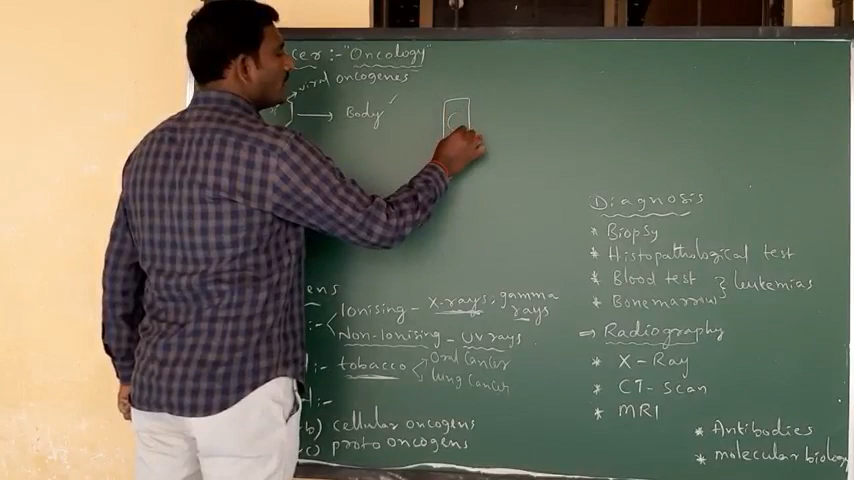 cer :- "Oncology"
viral oncogenes
Body ✓
ens
:- Ionising - X-rays, gamma rays
Non-Ionising - UV rays
:- tobacco < Oral Cancer
Lung Cancer
:-
b) cellular oncogens
c) proto oncogens
Diagnosis
* Biopsy
* Histopathological test
* Blood test } leukemias
* Bonemarrow
⇒ Radiography
* X-Ray
* CT-Scan
* MRI
* Antibodies
* molecular biology